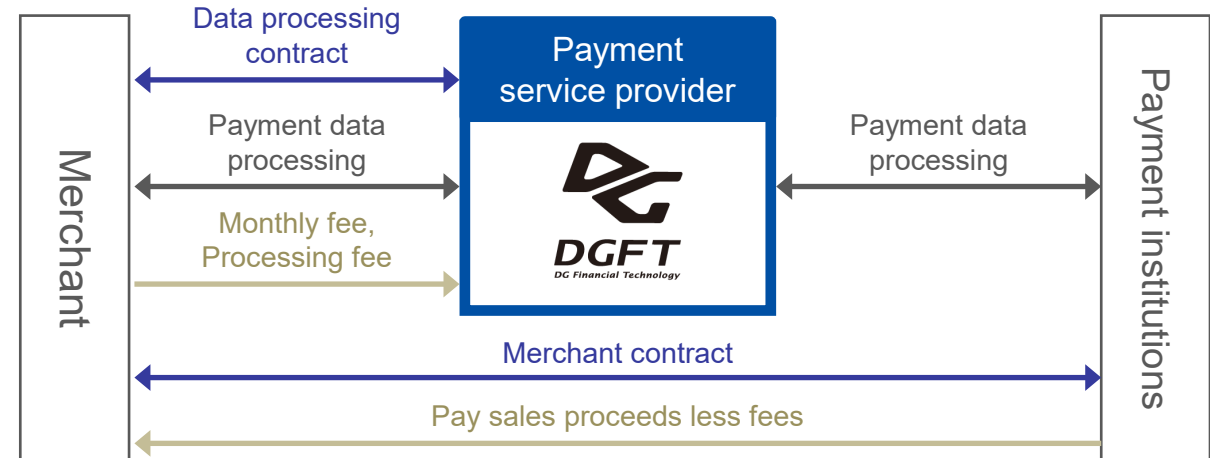 Data processing
contract
Payment
service provider
Payment data
processing
Payment data
processing
Merchant
Payment institutions
Monthly fee,
Processing fee
DGFT
DG Financial Technology
Merchant contract
Pay sales proceeds less fees